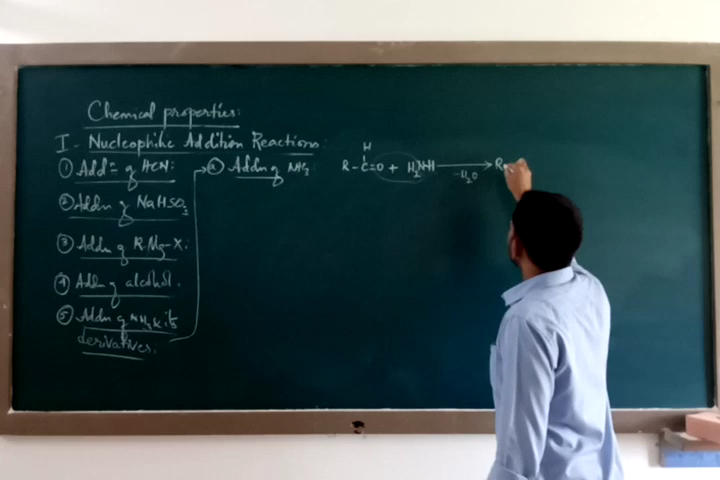 Chemical properties:
I - Nucleophilic Addition Reactions:
① Addn of HCN:
② Addn of NaHSO3
③ Addn of R-Mg-X:
④ Addn of alcohol.
⑤ Addn of NH3 & its
derivatives.
ⓐ Addn of NH3
H
R - C = O + H2N-H → R
-H2O